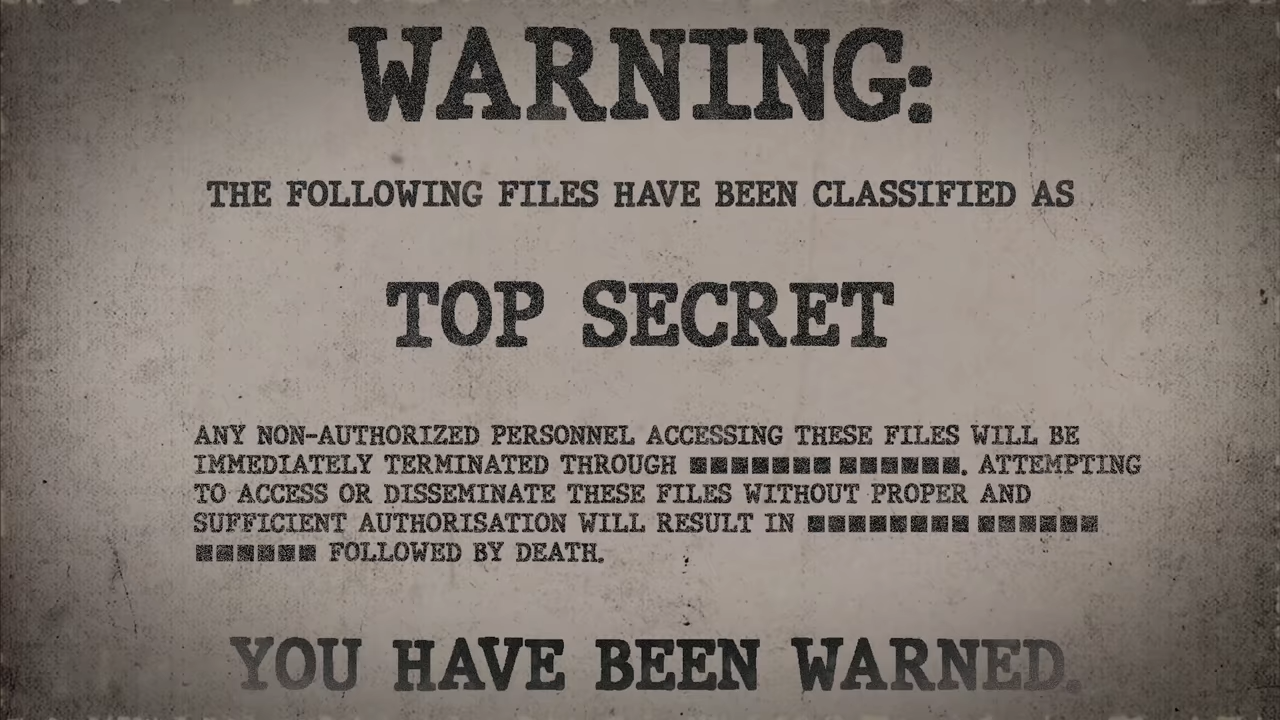 WARNING:
THE FOLLOWING FILES HAVE BEEN CLASSIFIED AS
TOP SECRET
ANY NON-AUTHORIZED PERSONNEL ACCESSING THESE FILES WILL BE
IMMEDIATELY TERMINATED THROUGH ■■■■■■■ ■■■■■■. ATTEMPTING
TO ACCESS OR DISSEMINATE THESE FILES WITHOUT PROPER AND
SUFFICIENT AUTHORISATION WILL RESULT IN ■■■■■■■■ ■■■■■■
■■■■■■ FOLLOWED BY DEATH.
YOU HAVE BEEN WARNED.